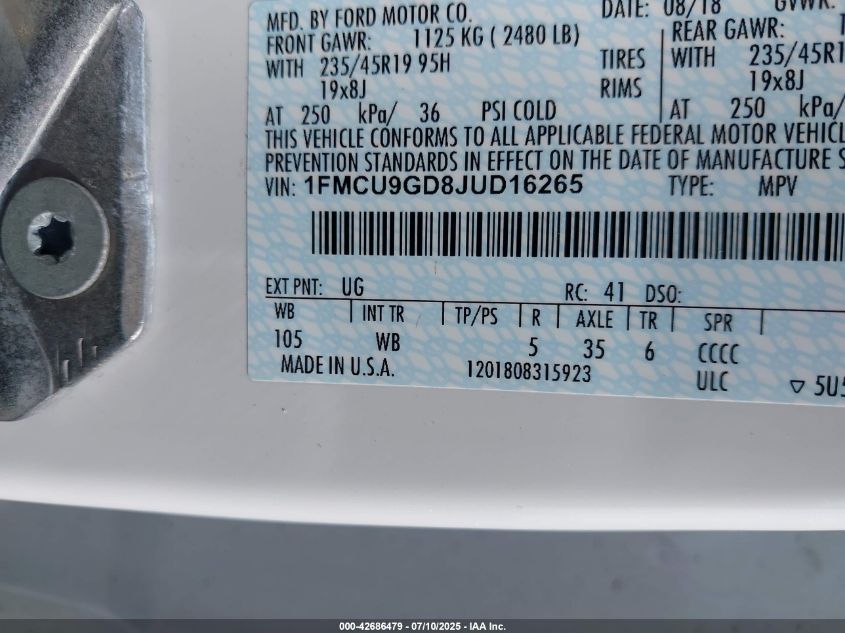 MFD. BY FORD MOTOR CO.
DATE: 08/18 GVWR:
FRONT GAWR: 1125 KG ( 2480 LB)
REAR GAWR:
WITH 235/45R19 95H TIRES WITH 235/45R1
19x8J RIMS 19x8J
AT 250 kPa/ 36 PSI COLD AT 250 kPa/
THIS VEHICLE CONFORMS TO ALL APPLICABLE FEDERAL MOTOR VEHICL
PREVENTION STANDARDS IN EFFECT ON THE DATE OF MANUFACTURE S
VIN: 1FMCU9GD8JUD16265 TYPE: MPV
EXT PNT: UG RC: 41 DSO:
WB INT TR TP/PS R AXLE TR SPR
105 WB 5 35 6 CCCC
MADE IN U.S.A. 1201808315923 ULC 5U5
000-42686479 - 07/10/2025 - IAA Inc.